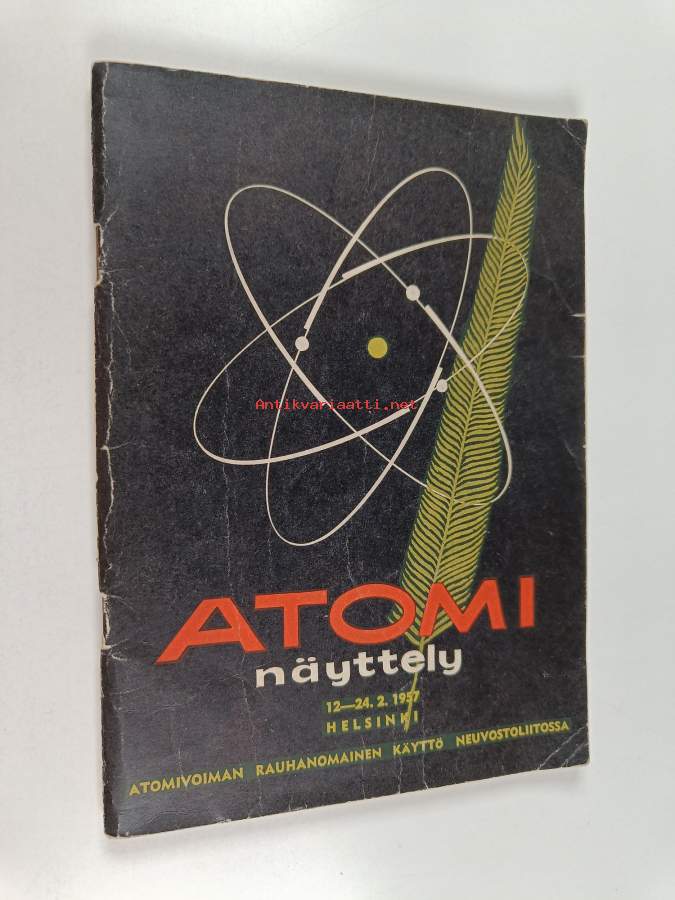 Antikvariaatti.net
ATOMI
näyttely
12—24. 2. 1957
HELSINKI
ATOMIVOIMAN RAUHANOMAINEN KÄYTTÖ NEUVOSTOLIITOSSA